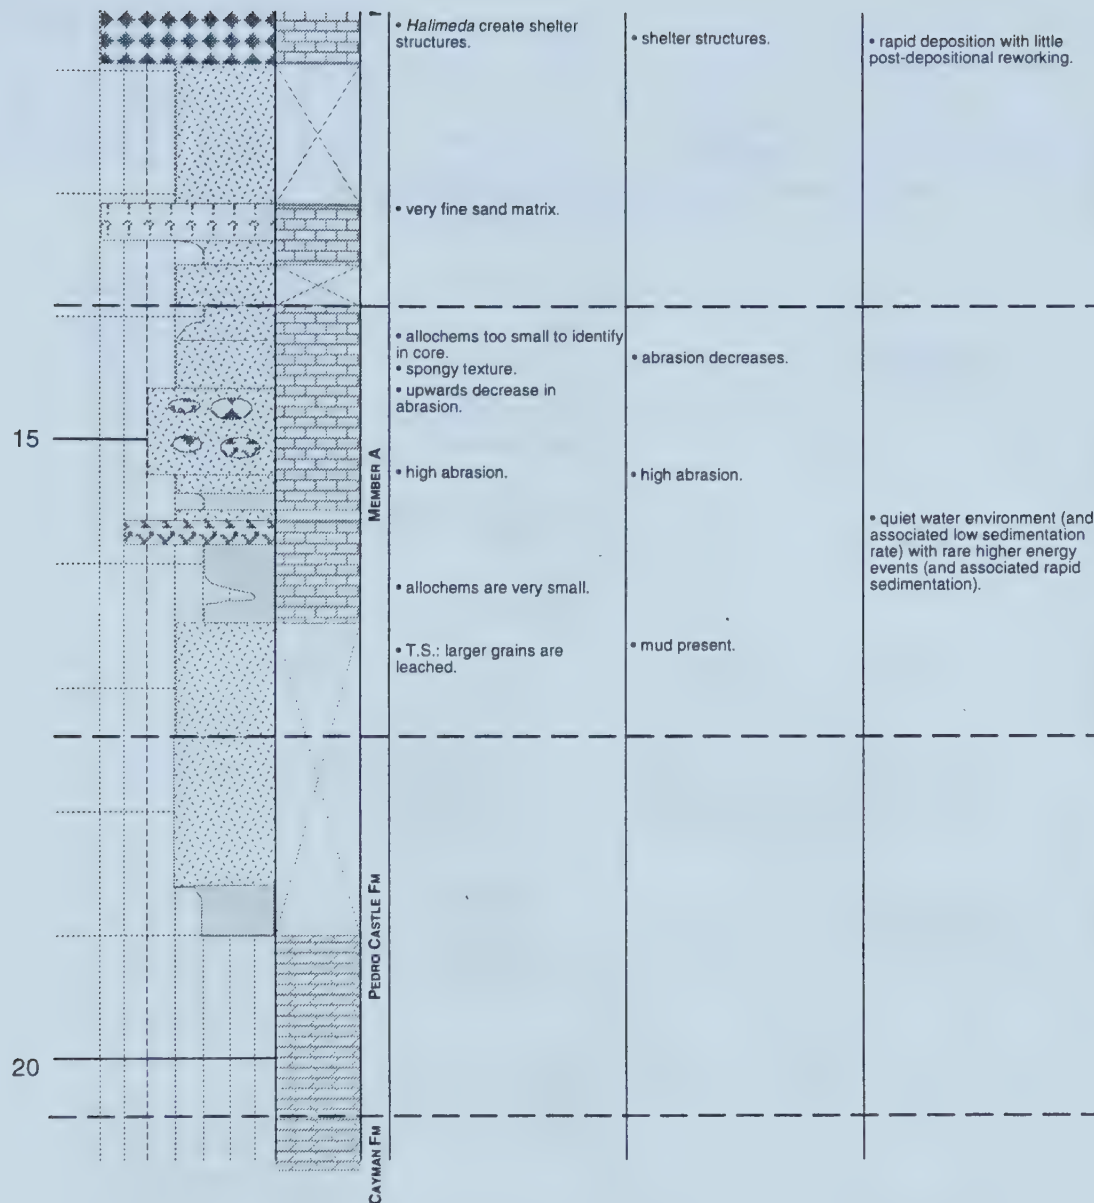 • Halimeda create shelter
structures.
• shelter structures.
• rapid deposition with little
post-depositional reworking.
• very fine sand matrix.
• allochems too small to identify
in core.
• spongy texture.
• upwards decrease in
abrasion.
• abrasion decreases.
15
MEMBER A
• high abrasion.
• high abrasion.
• quiet water environment (and
associated low sedimentation
rate) with rare higher energy
events (and associated rapid
sedimentation).
• allochems are very small.
• T.S.: larger grains are
leached.
• mud present.
PEDRO CASTLE FM
20
CAYMAN FM